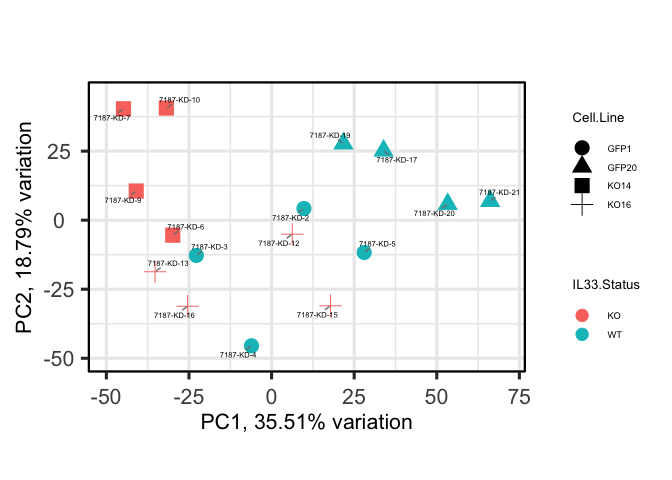 7187-KD-10
7187-KD-7
7187-KD-19
7187-KD-17
7187-KD-9
7187-KD-21
7187-KD-20
7187-KD-2
7187-KD-6
7187-KD-3
7187-KD-12
7187-KD-5
7187-KD-13
7187-KD-16
7187-KD-15
7187-KD-4
25
0
-25
-50
-50
-25
0
25
50
75
PC1, 35.51% variation
PC2, 18.79% variation
Cell.Line
GFP1
GFP20
KO14
KO16
IL33.Status
KO
WT